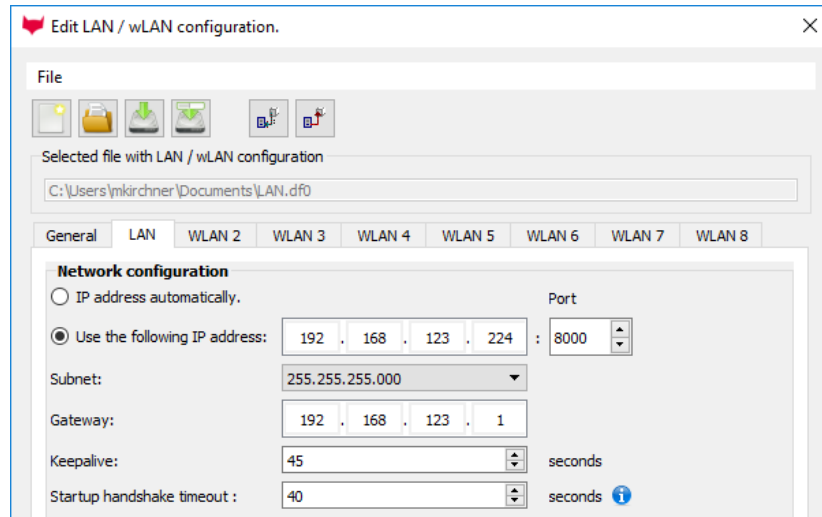 Edit LAN / wLAN configuration.
File
Selected file with LAN / wLAN configuration
C:\Users\mkirchner\Documents\LAN.df0
General LAN WLAN 2 WLAN 3 WLAN 4 WLAN 5 WLAN 6 WLAN 7 WLAN 8
Network configuration
IP address automatically. Port
Use the following IP address: 192 . 168 . 123 . 224 : 8000
Subnet: 255.255.255.000
Gateway: 192 . 168 . 123 . 1
Keepalive: 45 seconds
Startup handshake timeout : 40 seconds